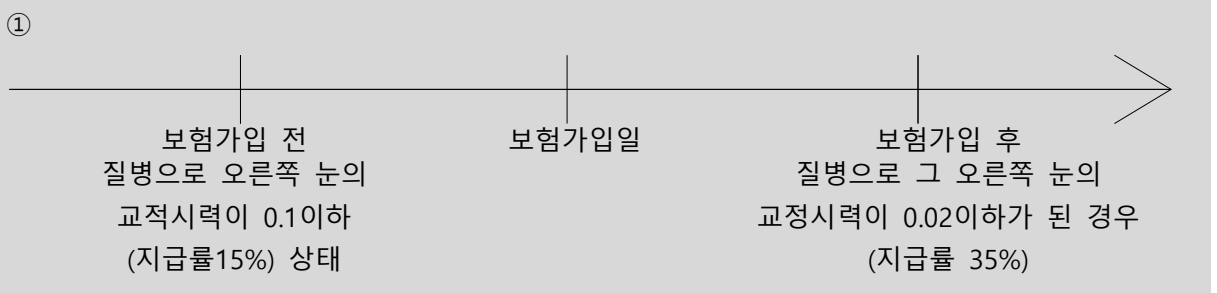 ①
보험가입 전
질병으로 오른쪽 눈의
교적시력이 0.1이하
(지급률15%) 상태
보험가입일
보험가입 후
질병으로 그 오른쪽 눈의
교정시력이 0.02이하가 된 경우
(지급률 35%)